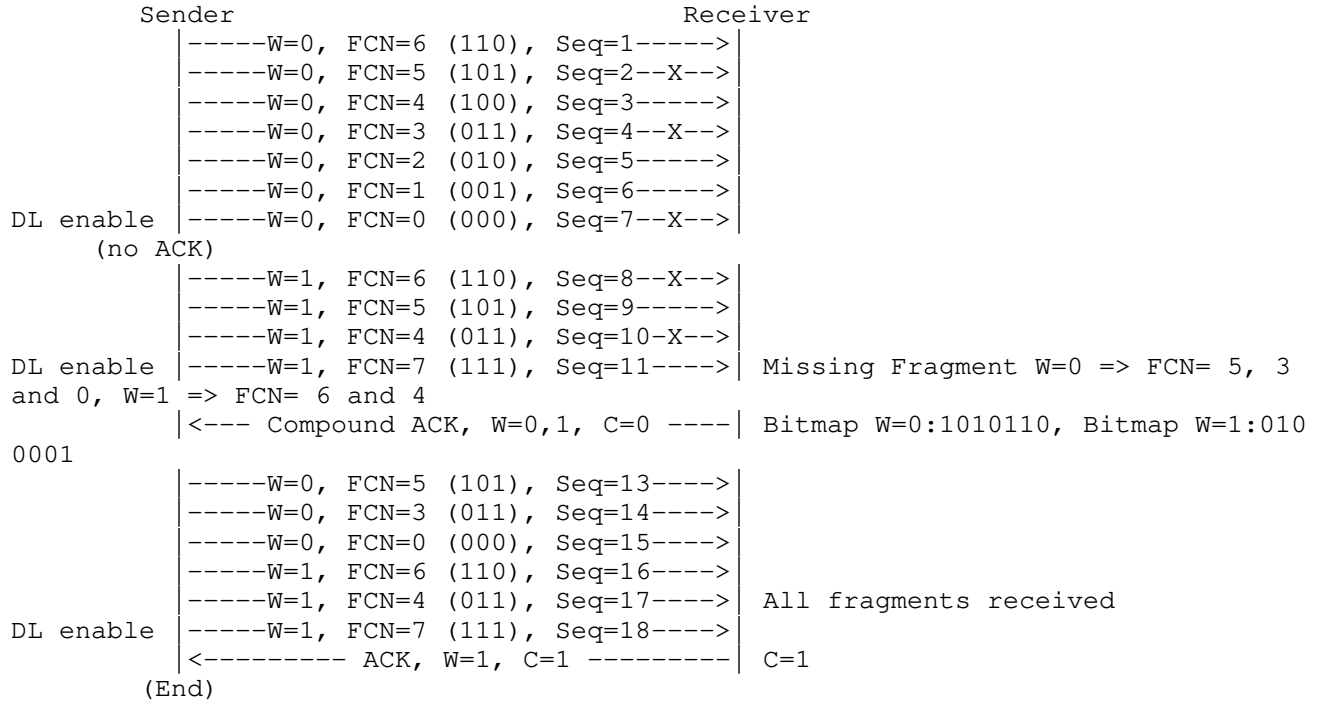 Sender                                 Receiver
          |-----W=0, FCN=6 (110), Seq=1----->|
          |-----W=0, FCN=5 (101), Seq=2--X-->|
          |-----W=0, FCN=4 (100), Seq=3----->|
          |-----W=0, FCN=3 (011), Seq=4--X-->|
          |-----W=0, FCN=2 (010), Seq=5----->|
          |-----W=0, FCN=1 (001), Seq=6----->|
DL enable |-----W=0, FCN=0 (000), Seq=7--X-->|
     (no ACK)
          |-----W=1, FCN=6 (110), Seq=8--X-->|
          |-----W=1, FCN=5 (101), Seq=9----->|
          |-----W=1, FCN=4 (011), Seq=10-X-->|
DL enable |-----W=1, FCN=7 (111), Seq=11---->| Missing Fragment W=0 => FCN= 5, 3
and 0, W=1 => FCN= 6 and 4
          |<--- Compound ACK, W=0,1, C=0 ----| Bitmap W=0:1010110, Bitmap W=1:010
0001
          |-----W=0, FCN=5 (101), Seq=13---->|
          |-----W=0, FCN=3 (011), Seq=14---->|
          |-----W=0, FCN=0 (000), Seq=15---->|
          |-----W=1, FCN=6 (110), Seq=16---->|
          |-----W=1, FCN=4 (011), Seq=17---->| All fragments received
DL enable |-----W=1, FCN=7 (111), Seq=18---->|
          |<--------- ACK, W=1, C=1 ---------| C=1
        (End)